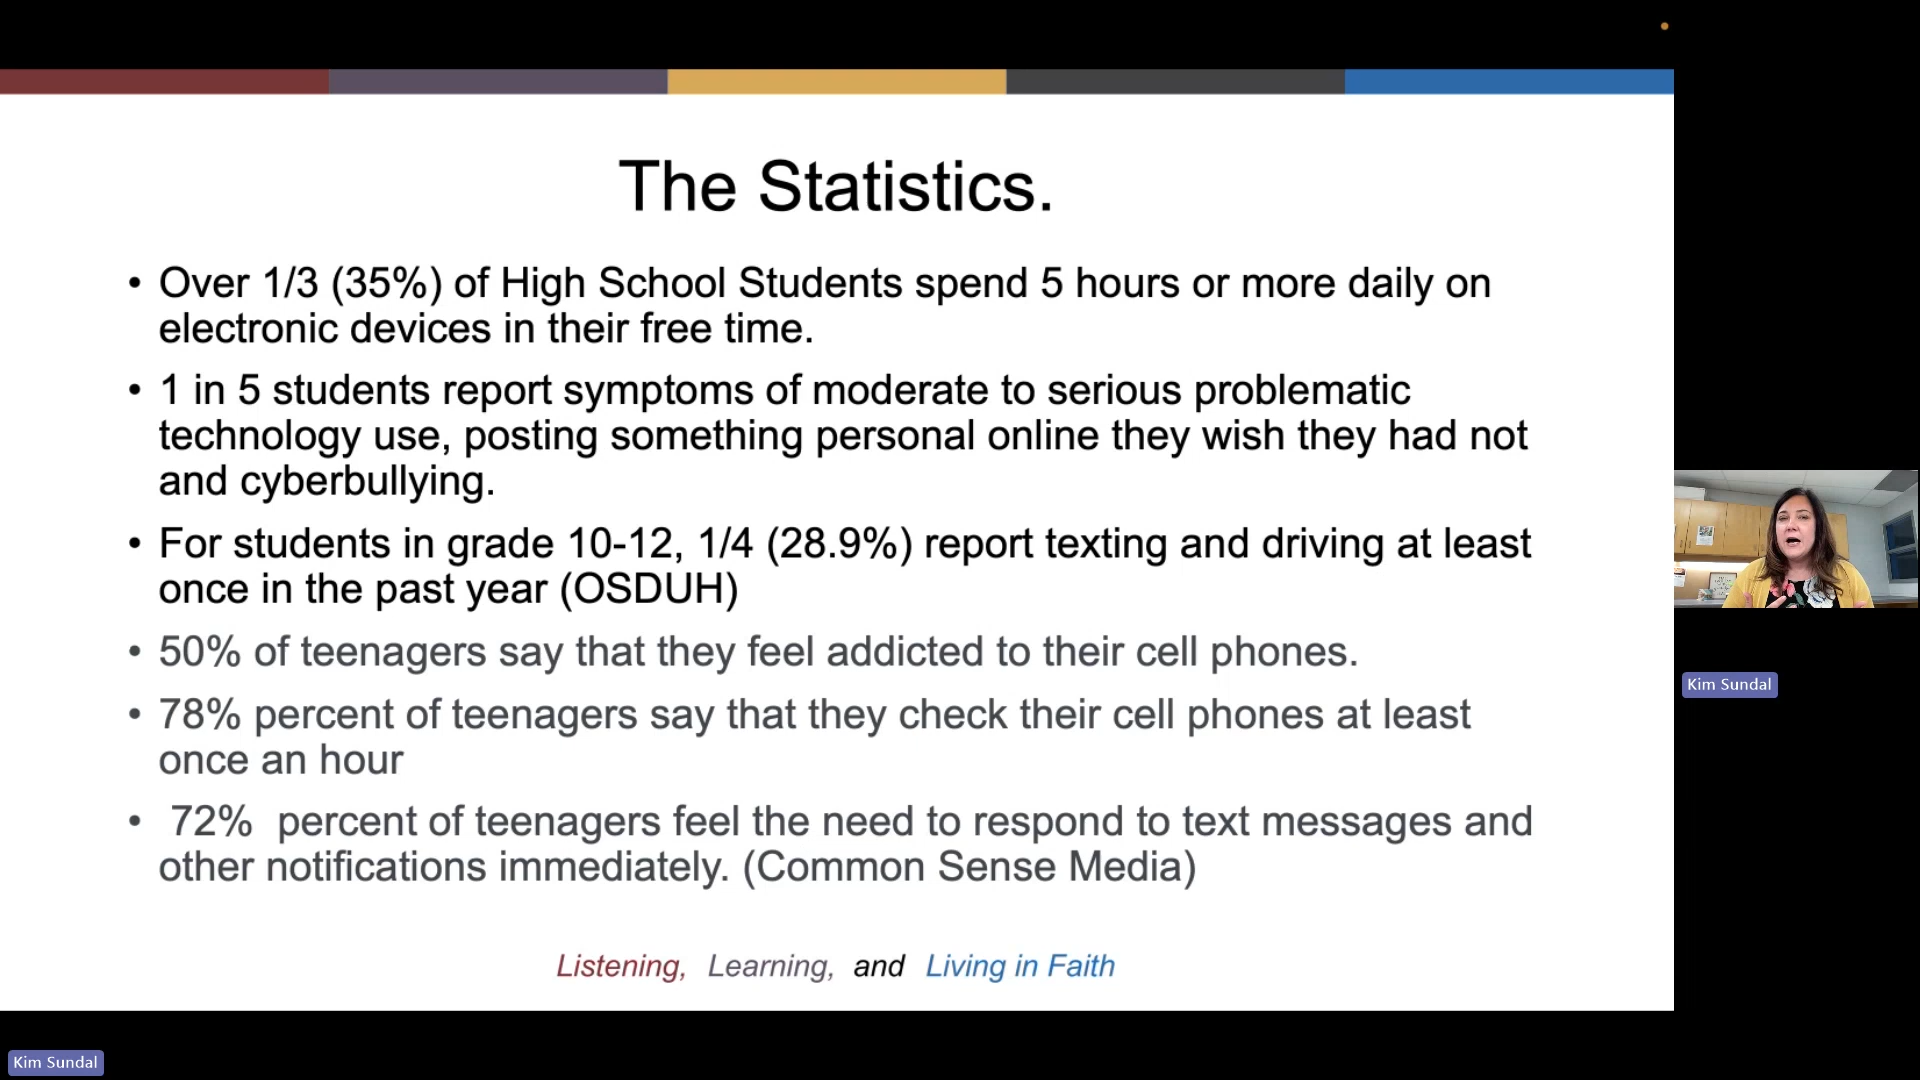 The Statistics.
• Over 1/3 (35%) of High School Students spend 5 hours or more daily on
electronic devices in their free time.
• 1 in 5 students report symptoms of moderate to serious problematic
technology use, posting something personal online they wish they had not
and cyberbullying.
• For students in grade 10-12, 1/4 (28.9%) report texting and driving at least
once in the past year (OSDUH)
• 50% of teenagers say that they feel addicted to their cell phones.
• 78% percent of teenagers say that they check their cell phones at least
once an hour
• 72% percent of teenagers feel the need to respond to text messages and
other notifications immediately. (Common Sense Media)
Listening, Learning, and Living in Faith
Kim Sundal
Kim Sundal